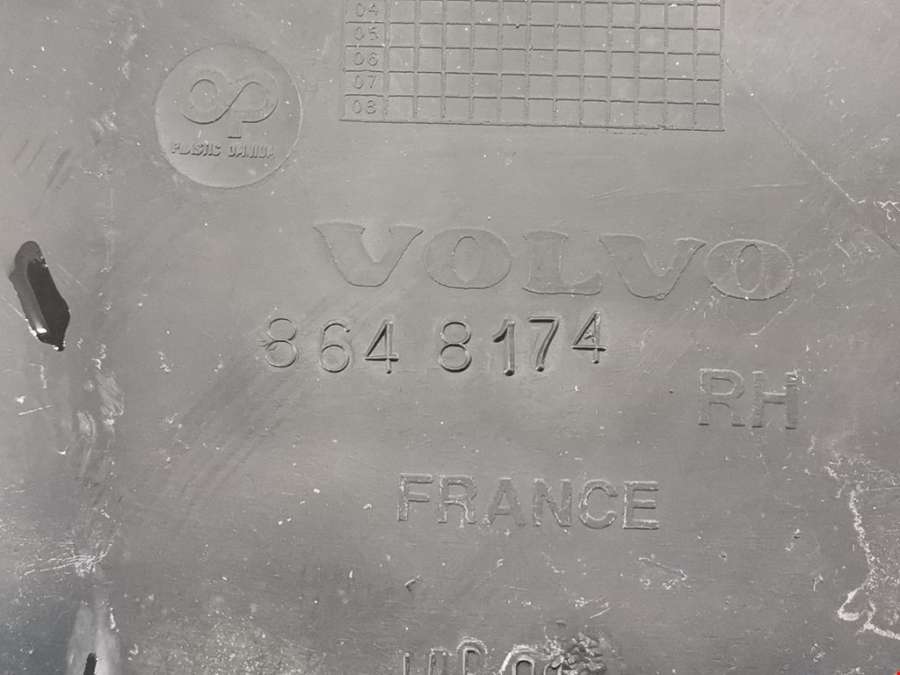 04
05
06
07
08
PLASTIC OMNIUM
VOLVO
864 8174
RH
FRANCE